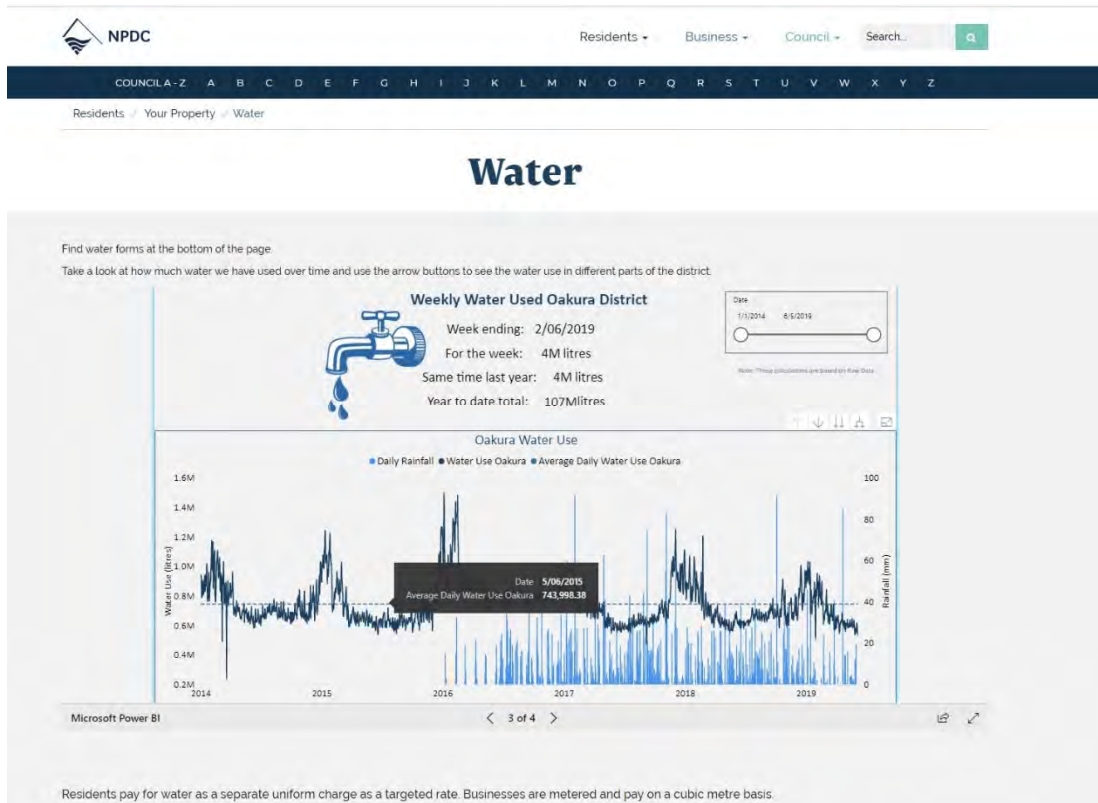 NPDC
Residents Business Council Search...
COUNCIL A - Z A B C D E F G H I J K L M N O P Q R S T U V W X Y Z
Residents / Your Property / Water
Water
Find water forms at the bottom of the page.
Take a look at how much water we have used over time and use the arrow buttons to see the water use in different parts of the district.
Weekly Water Used Oakura District
Week ending: 2/06/2019
For the week: 4M litres
Same time last year: 4M litres
Year to date total: 107Mlitres
Date
1/1/2014 6/5/2019
Note: These calculations are based on Raw Data
Oakura Water Use
Daily Rainfall Water Use Oakura Average Daily Water Use Oakura
Water Use (litres)
1.6M
1.4M
1.2M
1.0M
0.8M
0.6M
0.4M
0.2M
Date 5/06/2015
Average Daily Water Use Oakura 743,998.38
100
80
60
40
20
0
Rainfall (mm)
2014 2015 2016 2017 2018 2019
Microsoft Power BI
3 of 4
Residents pay for water as a separate uniform charge as a targeted rate. Businesses are metered and pay on a cubic metre basis.